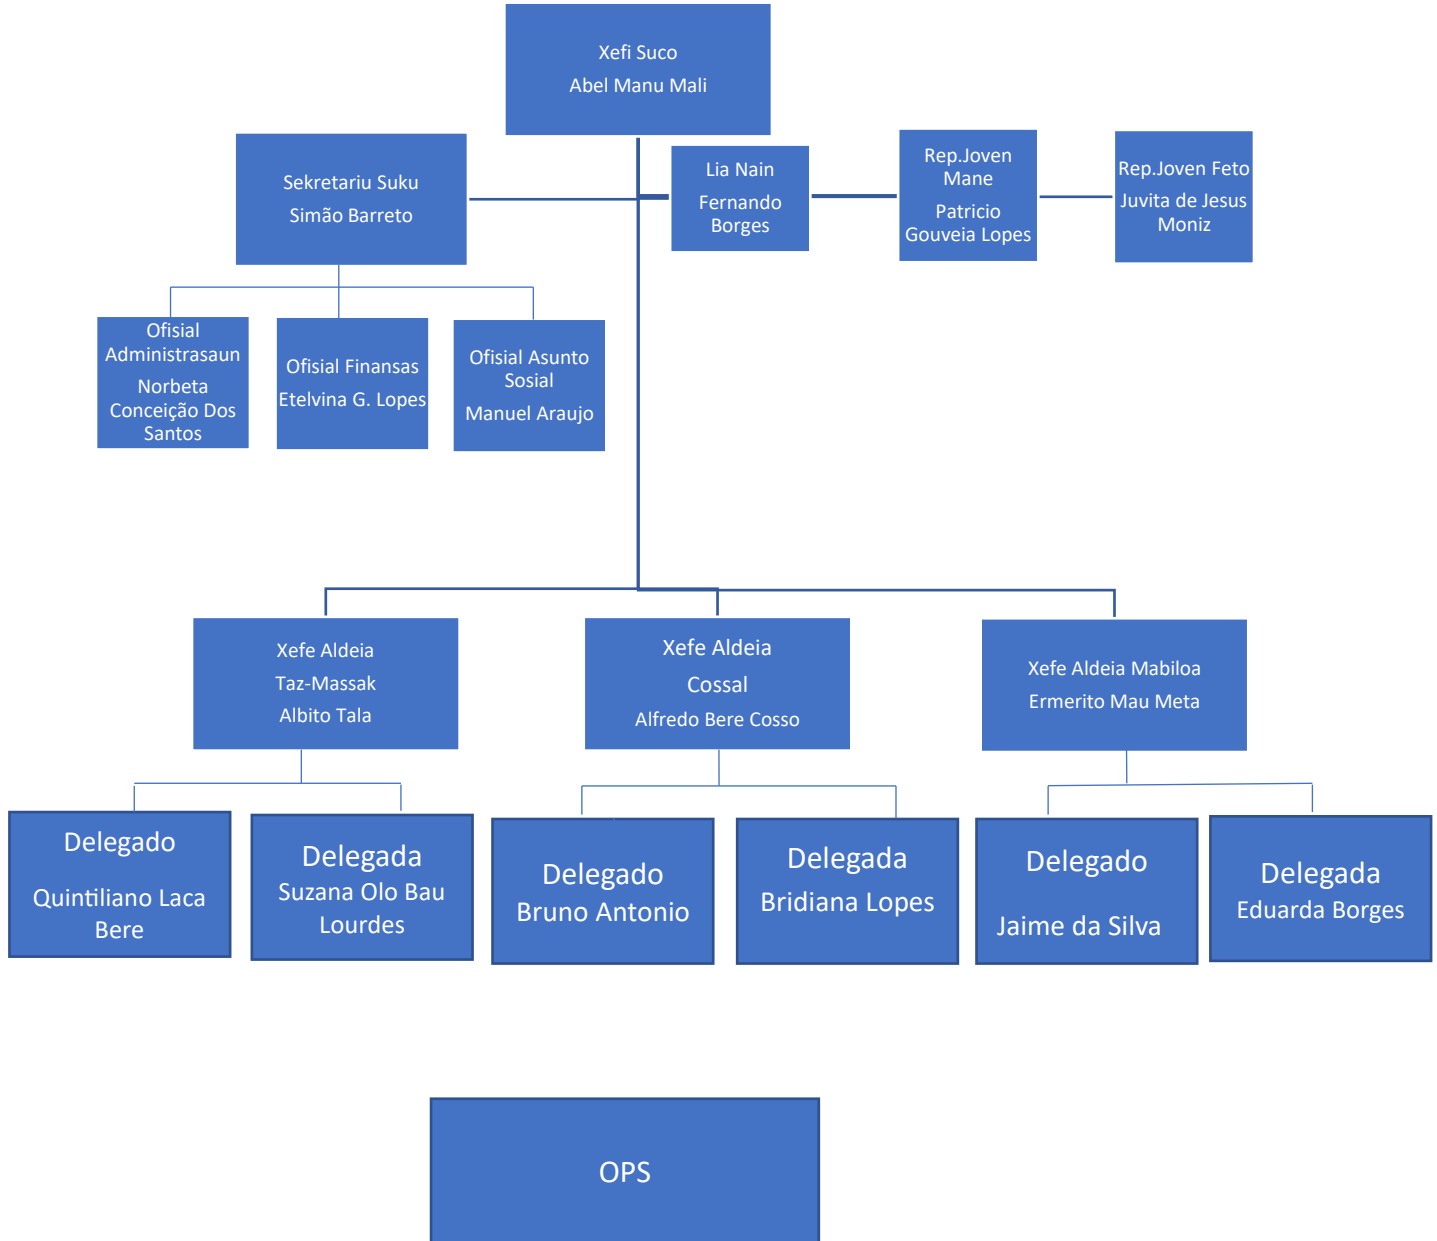 Xefi Suco
Abel Manu Mali
Sekretariu Suku
Simão Barreto
Lia Nain
Fernando
Borges
Rep.Joven
Mane
Patricio
Gouveia Lopes
Rep.Joven Feto
Juvita de Jesus
Moniz
Ofisial
Administrasaun
Norbeta
Conceição Dos
Santos
Ofisial Finansas
Etelvina G. Lopes
Ofisial Asunto
Sosial
Manuel Araujo
Xefe Aldeia
Taz-Massak
Albito Tala
Xefe Aldeia
Cossal
Alfredo Bere Cosso
Xefe Aldeia Mabiloa
Ermerito Mau Meta
Delegado
Quintiliano Laca
Bere
Delegada
Suzana Olo Bau
Lourdes
Delegado
Bruno Antonio
Delegada
Bridiana Lopes
Delegado
Jaime da Silva
Delegada
Eduarda Borges
OPS